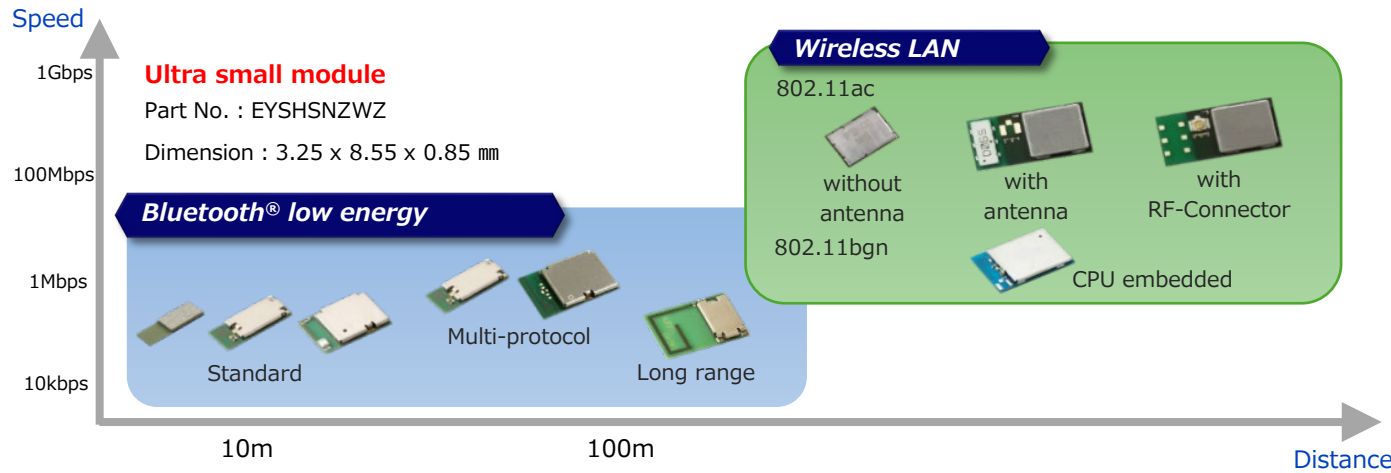 Speed
1Gbps
100Mbps
1Mbps
10kbps
Ultra small module
Part No. : EYSHSNZWZ
Dimension : 3.25 x 8.55 x 0.85 ㎜
Bluetooth® low energy
Standard
Multi-protocol
Long range
Wireless LAN
802.11ac
without
antenna
with
antenna
with
RF-Connector
802.11bgn
CPU embedded
10m
100m
Distance